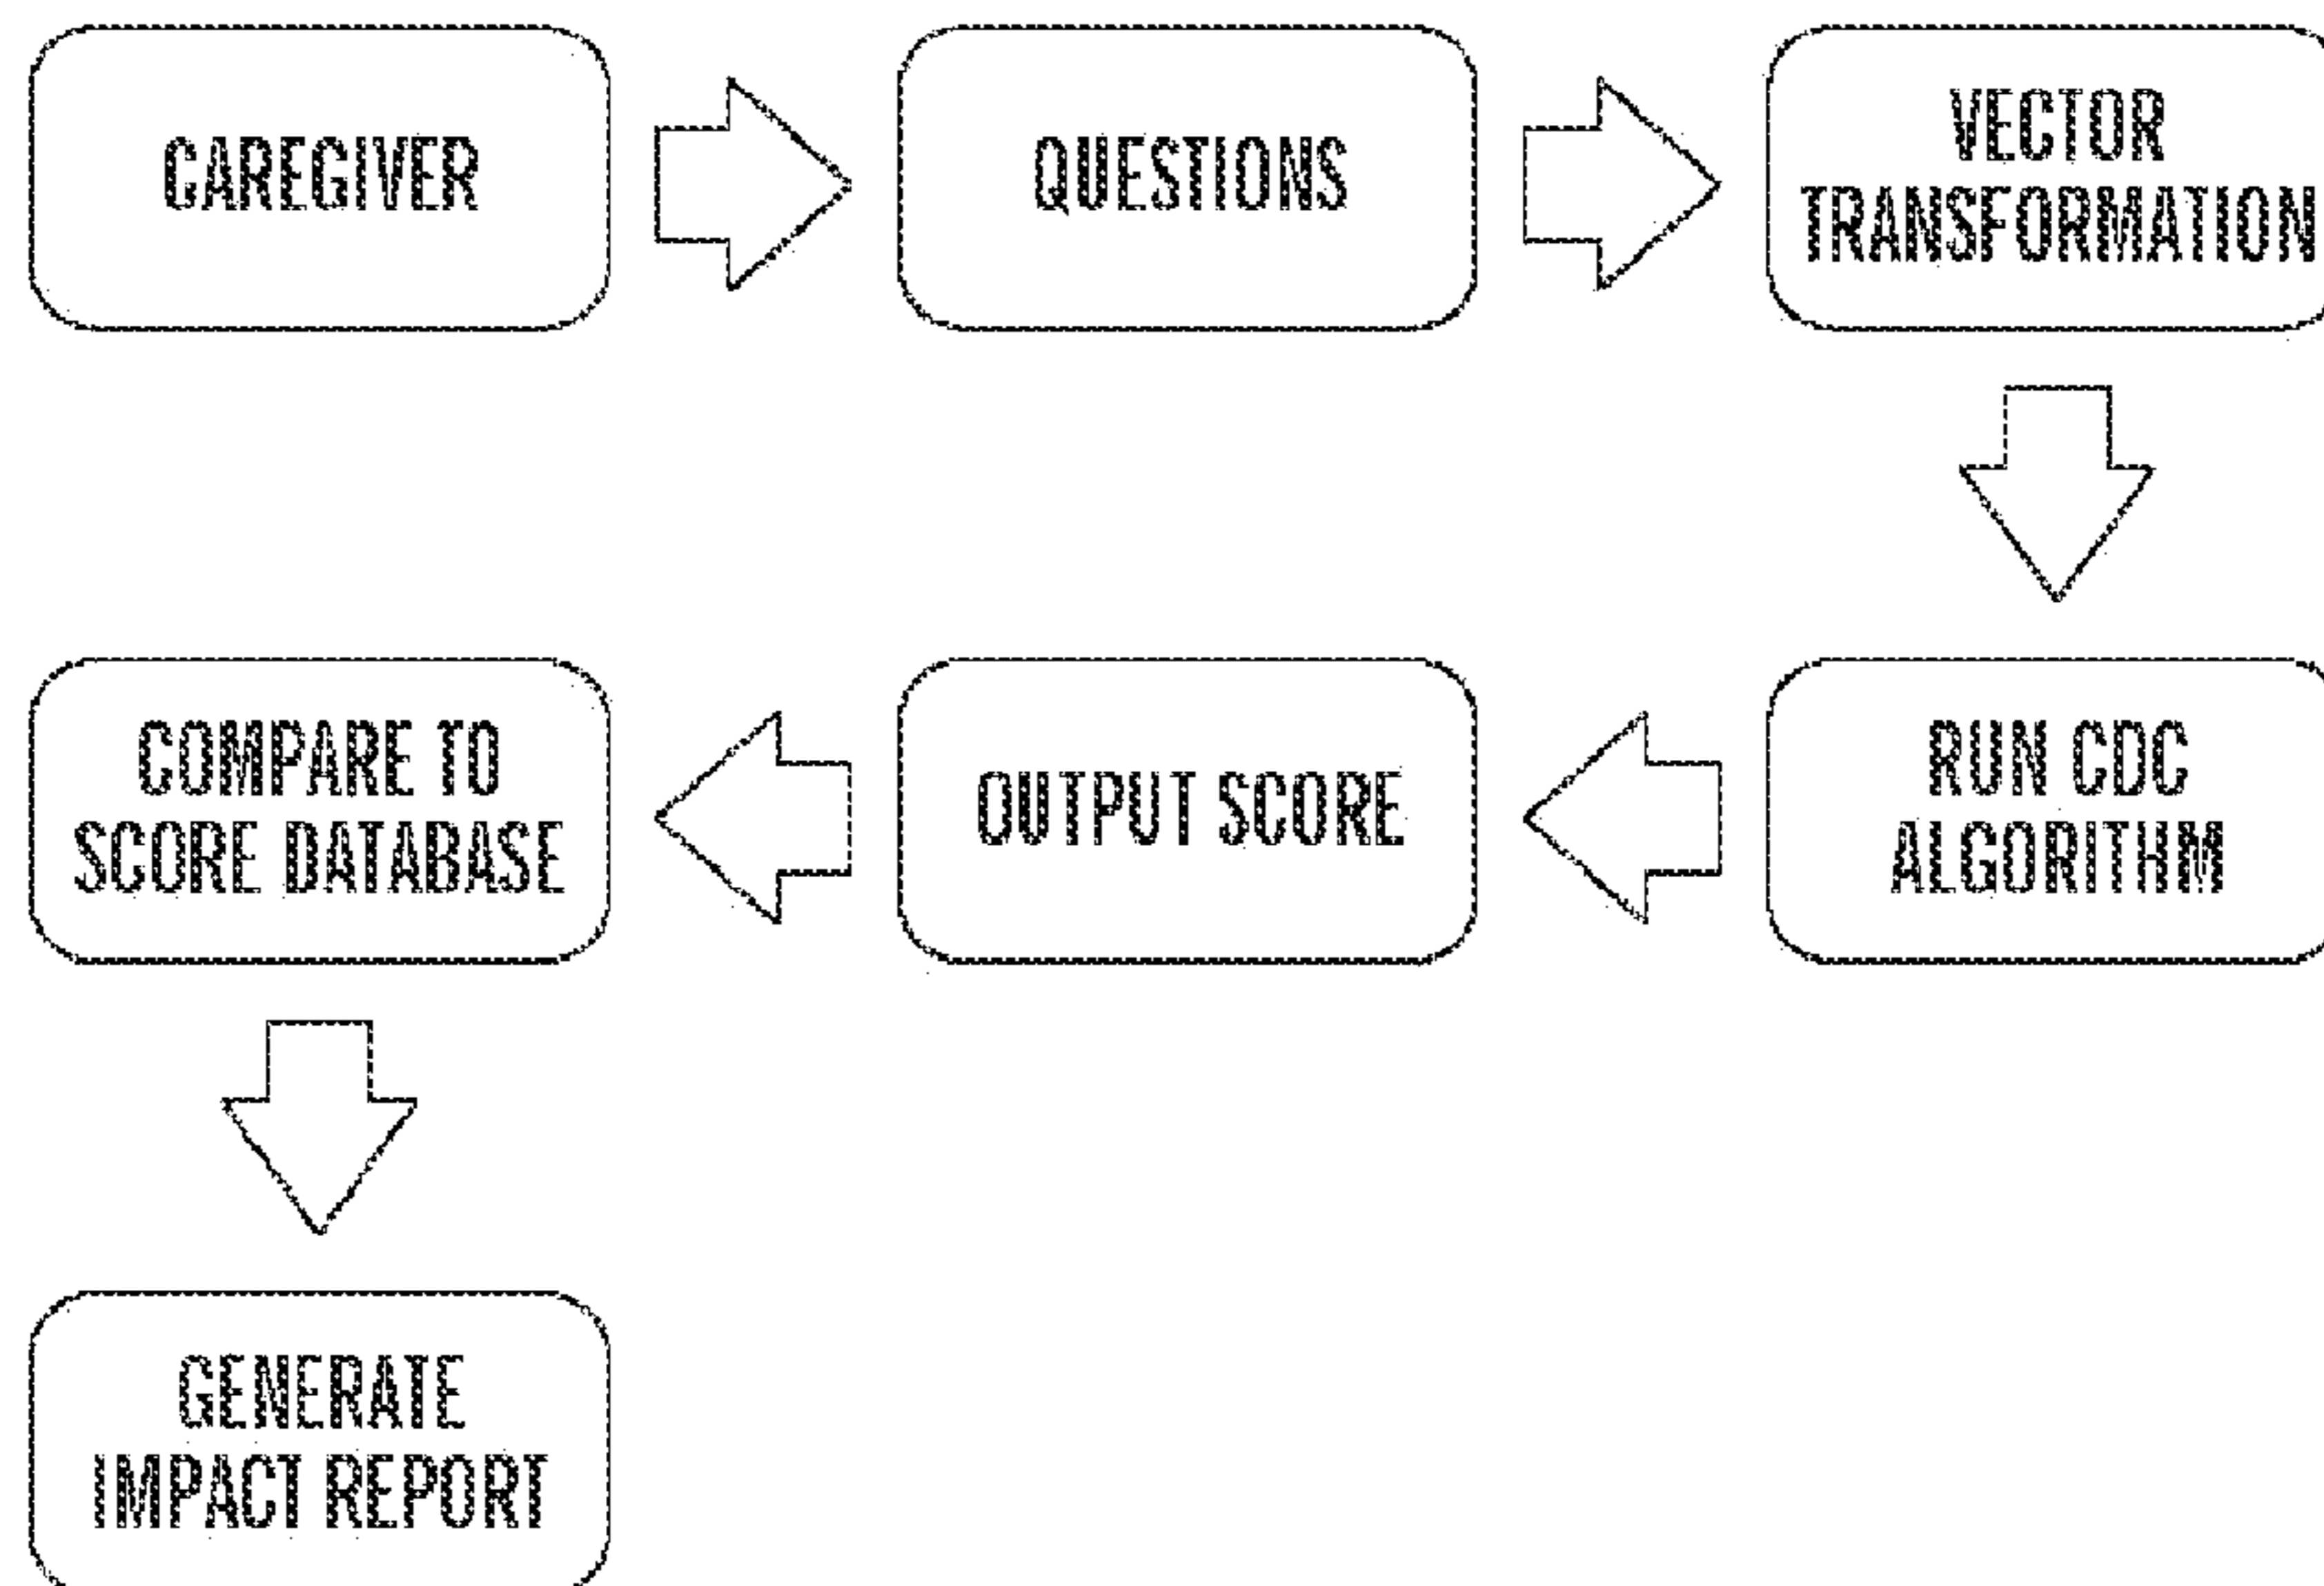 CAREGIVER
QUESTIONS
VECTOR
TRANSFORMATION
RUN CDC
ALGORITHM
OUTPUT SCORE
COMPARE TO
SCORE DATABASE
GENERATE
IMPACT REPORT